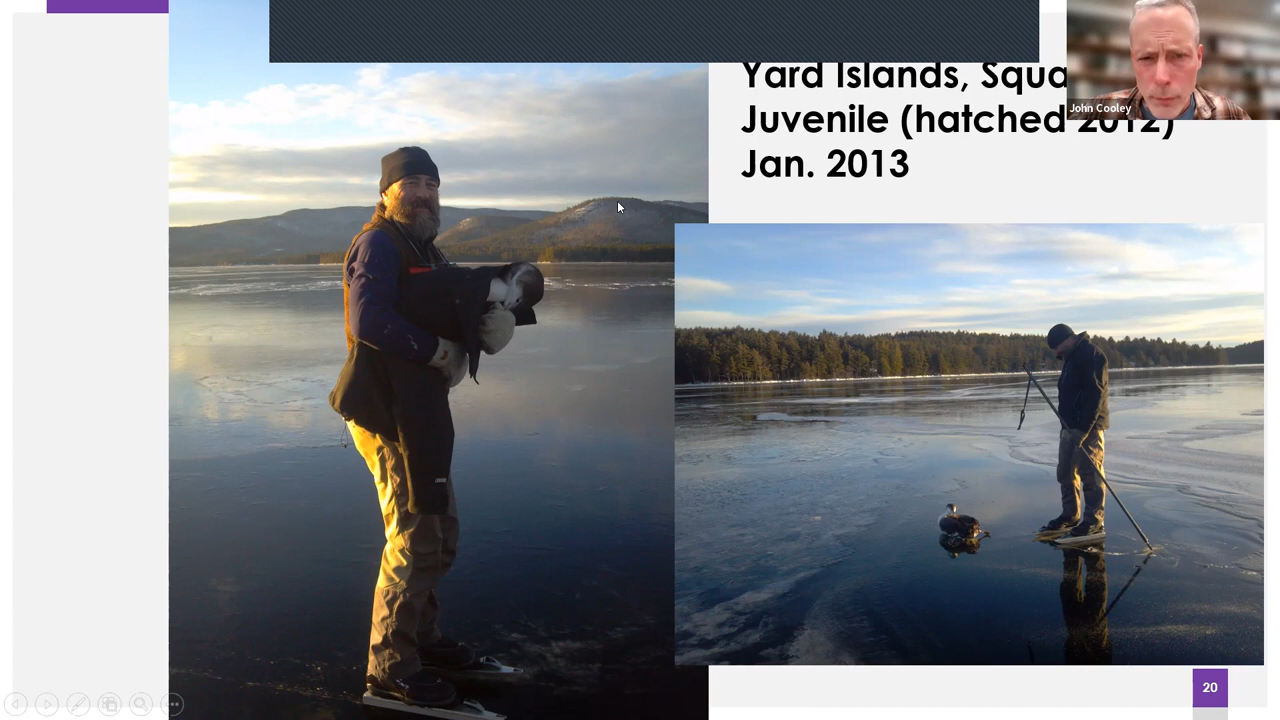 Yard Islands, Squa
Juvenile (hatched 2012)
Jan. 2013
John Cooley
20